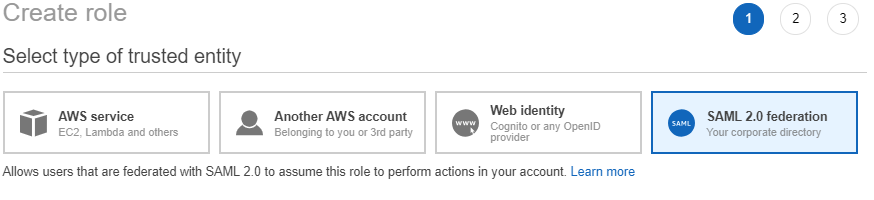 Create role
1 2 3
Select type of trusted entity
AWS service
EC2, Lambda and others
Another AWS account
Belonging to you or 3rd party
www
Web identity
Cognito or any OpenID
provider
SAML
SAML 2.0 federation
Your corporate directory
Allows users that are federated with SAML 2.0 to assume this role to perform actions in your account. Learn more